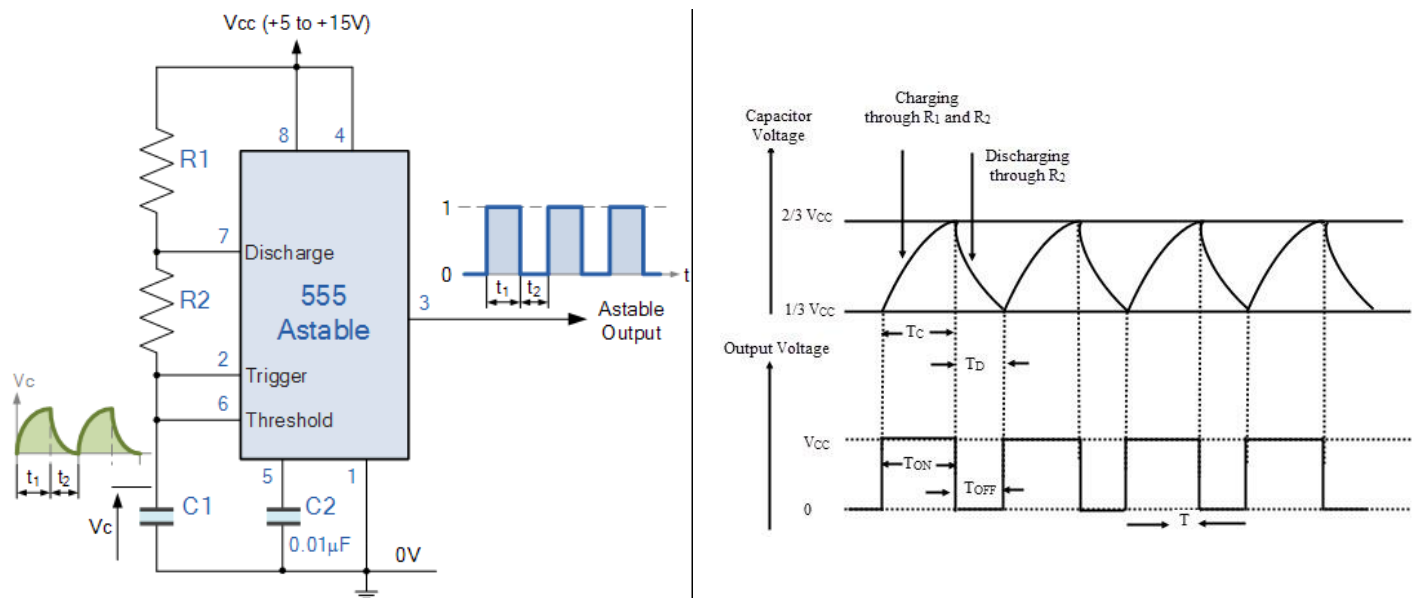 Vcc (+5 to +15V)
8
4
R1
7
Discharge
R2
555
Astable
1
0
t
t₁
t₂
3
Astable
Output
2
Trigger
6
Threshold
Vc
t₁
t₂
Vc
C1
5
1
C2
0.01µF
0V
Charging
through R₁ and R₂
Capacitor
Voltage
Discharging
through R₂
2/3 VCC
1/3 VCC
TC
Output Voltage
TD
VCC
TON
TOFF
0
T